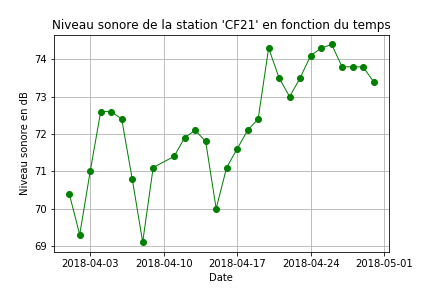 Niveau sonore de la station 'CF21' en fonction du temps
Niveau sonore en dB
74
73
72
71
70
69
2018-04-03 2018-04-10 2018-04-17 2018-04-24 2018-05-01
Date